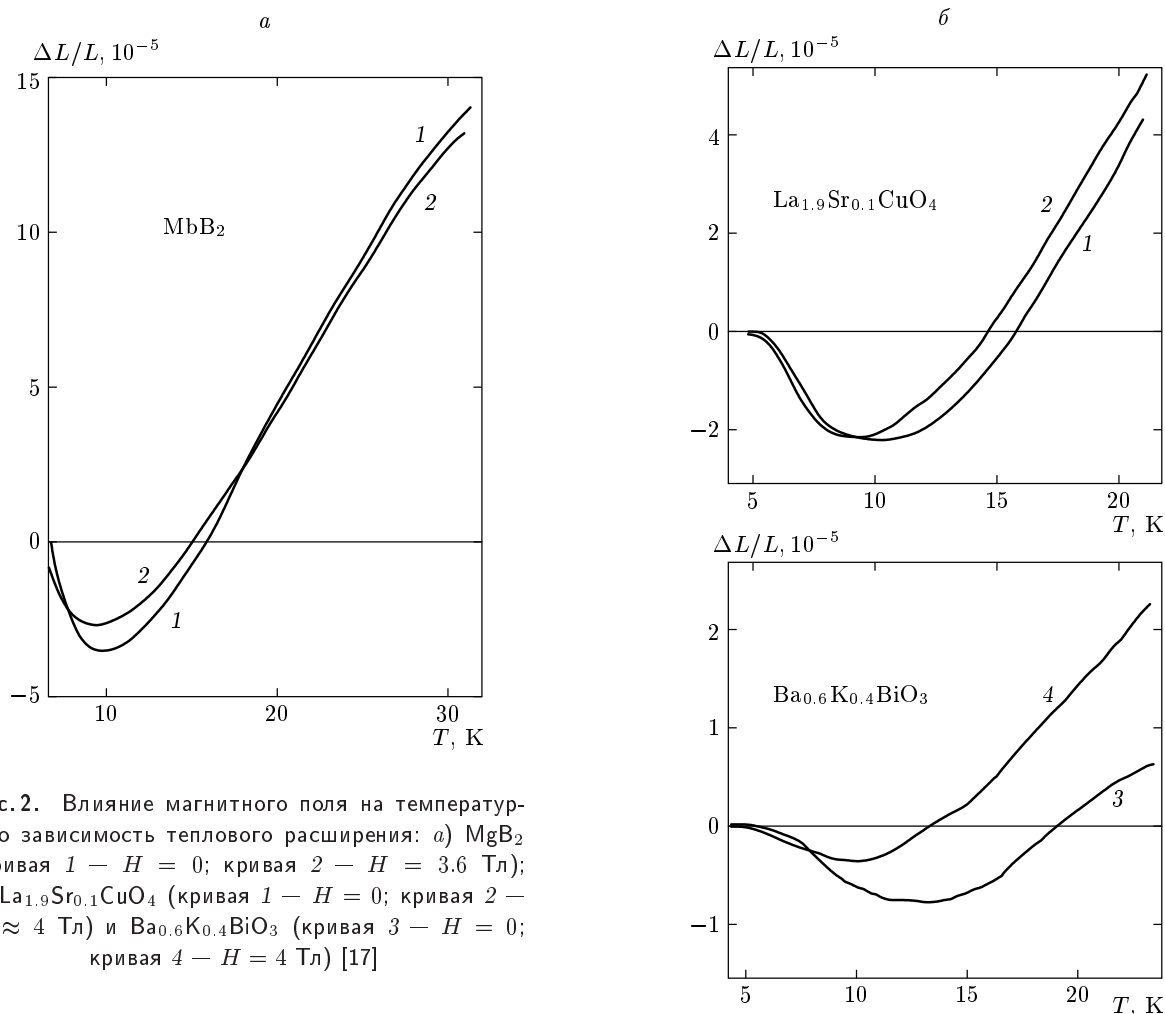 а
ΔL/L, 10⁻⁵
15
10
5
0
−5
MbB₂
1
2
2
1
10 20 30
T, K
б
ΔL/L, 10⁻⁵
4
2
0
−2
La₁.₉Sr₀.₁CuO₄
2
1
5 10 15 20
T, K
ΔL/L, 10⁻⁵
2
1
0
−1
Ba₀.₆K₀.₄BiO₃
4
3
5 10 15 20
T, K
с.2. Влияние магнитного поля на температур-
о зависимость теплового расширения: а) MgB₂
ривая 1 — H = 0; кривая 2 — H = 3.6 Тл);
La₁.₉Sr₀.₁CuO₄ (кривая 1 — H = 0; кривая 2 —
≈ 4 Тл) и Ba₀.₆K₀.₄BiO₃ (кривая 3 — H = 0;
кривая 4 — H = 4 Тл) [17]